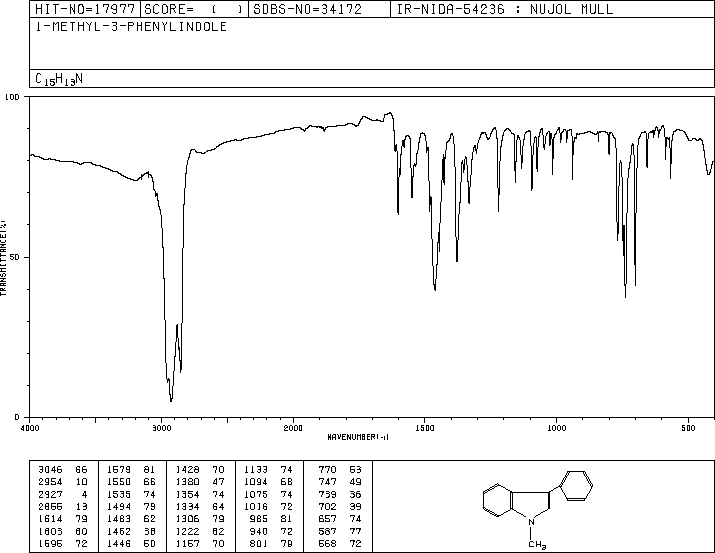 HIT-NO=17977 SCORE= ( ) SDBS-NO=34172 IR-NIDA-54236 : NUJOL MULL
1-METHYL-3-PHENYLINDOLE
C15H13N
100
TRANSMITTANCE(%)
50
0
4000 3000 2000 1500 1000 500
WAVENUMBER(-1)
3046 66 1579 81 1428 70 1133 74 770 53
2954 10 1550 66 1380 47 1094 68 747 49
2927 4 1535 74 1354 74 1075 74 739 36
2855 13 1494 79 1334 64 1016 72 702 39
1614 79 1483 62 1306 79 985 81 657 74
1603 60 1462 38 1222 62 940 72 587 77
1595 72 1446 50 1157 70 801 79 568 72
N
CH3